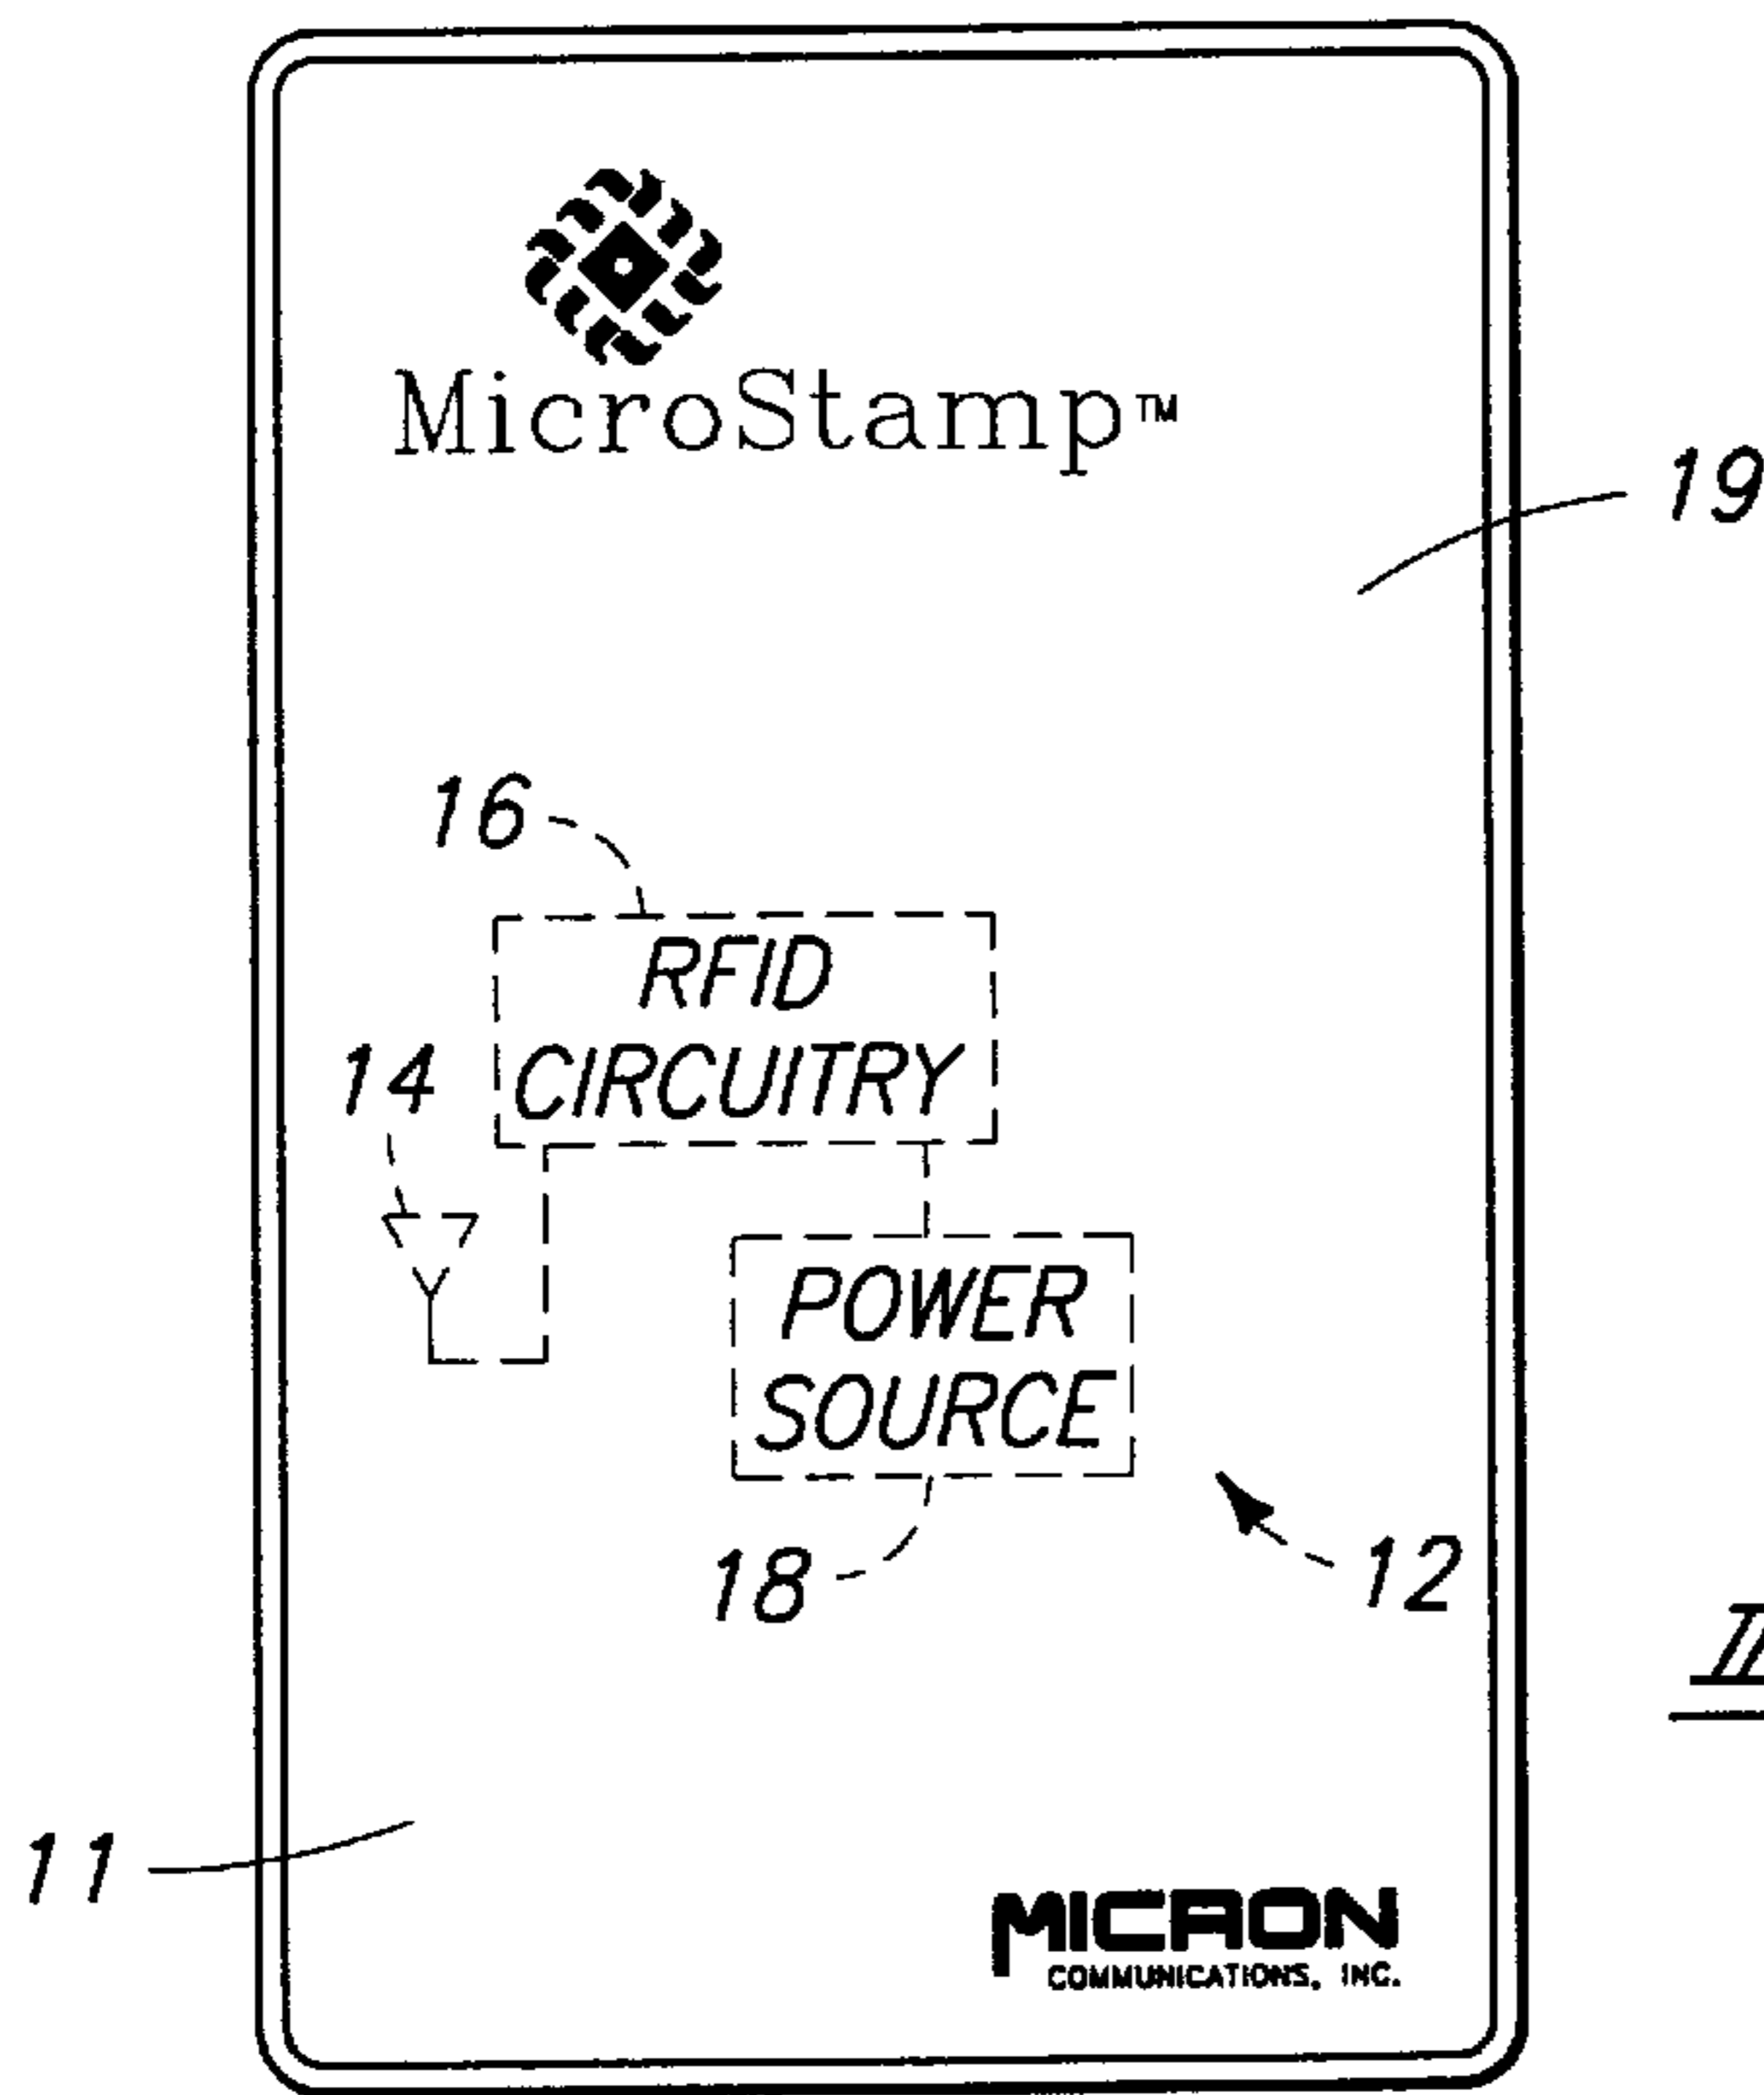 MicroStamp™
19
16
RFID
CIRCUITRY
14
POWER
SOURCE
18
12
11
MICRON
COMMUNICATIONS, INC.